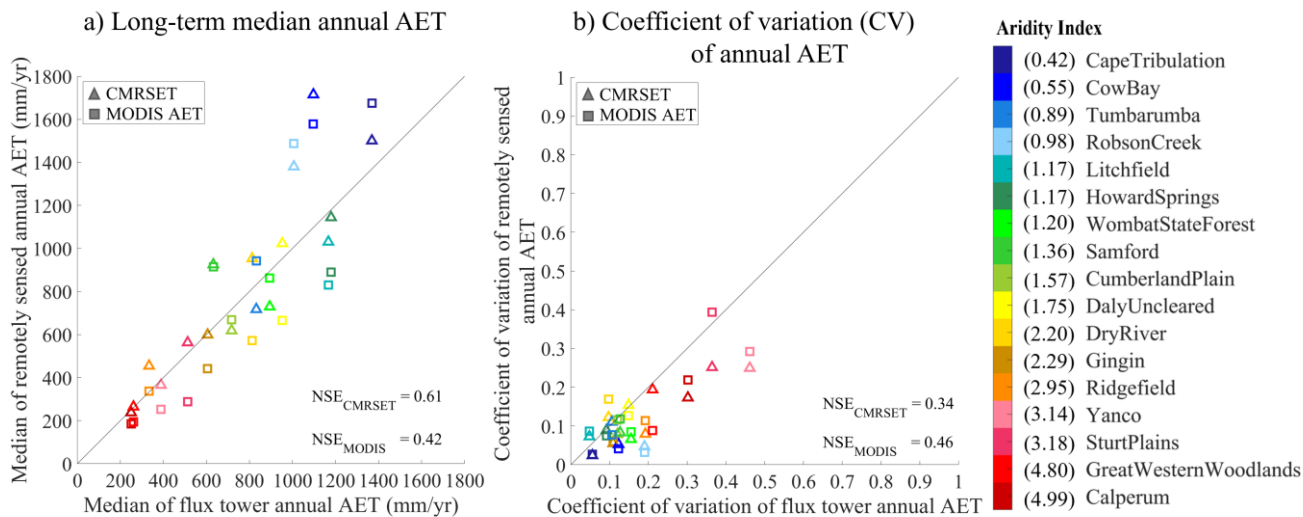 a) Long-term median annual AET
Median of remotely sensed annual AET (mm/yr)
1800
1600
1400
1200
1000
800
600
400
200
0
CMRSET
MODIS AET
NSE_CMRSET = 0.61
NSE_MODIS = 0.42
0 200 400 600 800 1000 1200 1400 1600 1800
Median of flux tower annual AET (mm/yr)
b) Coefficient of variation (CV)
of annual AET
Coefficient of variation of remotely sensed
annual AET
1
0.9
0.8
0.7
0.6
0.5
0.4
0.3
0.2
0.1
0
CMRSET
MODIS AET
NSE_CMRSET = 0.34
NSE_MODIS = 0.46
0 0.1 0.2 0.3 0.4 0.5 0.6 0.7 0.8 0.9 1
Coefficient of variation of flux tower annual AET
Aridity Index
(0.42) CapeTribulation
(0.55) CowBay
(0.89) Tumbarumba
(0.98) RobsonCreek
(1.17) Litchfield
(1.17) HowardSprings
(1.20) WombatStateForest
(1.36) Samford
(1.57) CumberlandPlain
(1.75) DalyUncleared
(2.20) DryRiver
(2.29) Gingin
(2.95) Ridgefield
(3.14) Yanco
(3.18) SturtPlains
(4.80) GreatWesternWoodlands
(4.99) Calperum